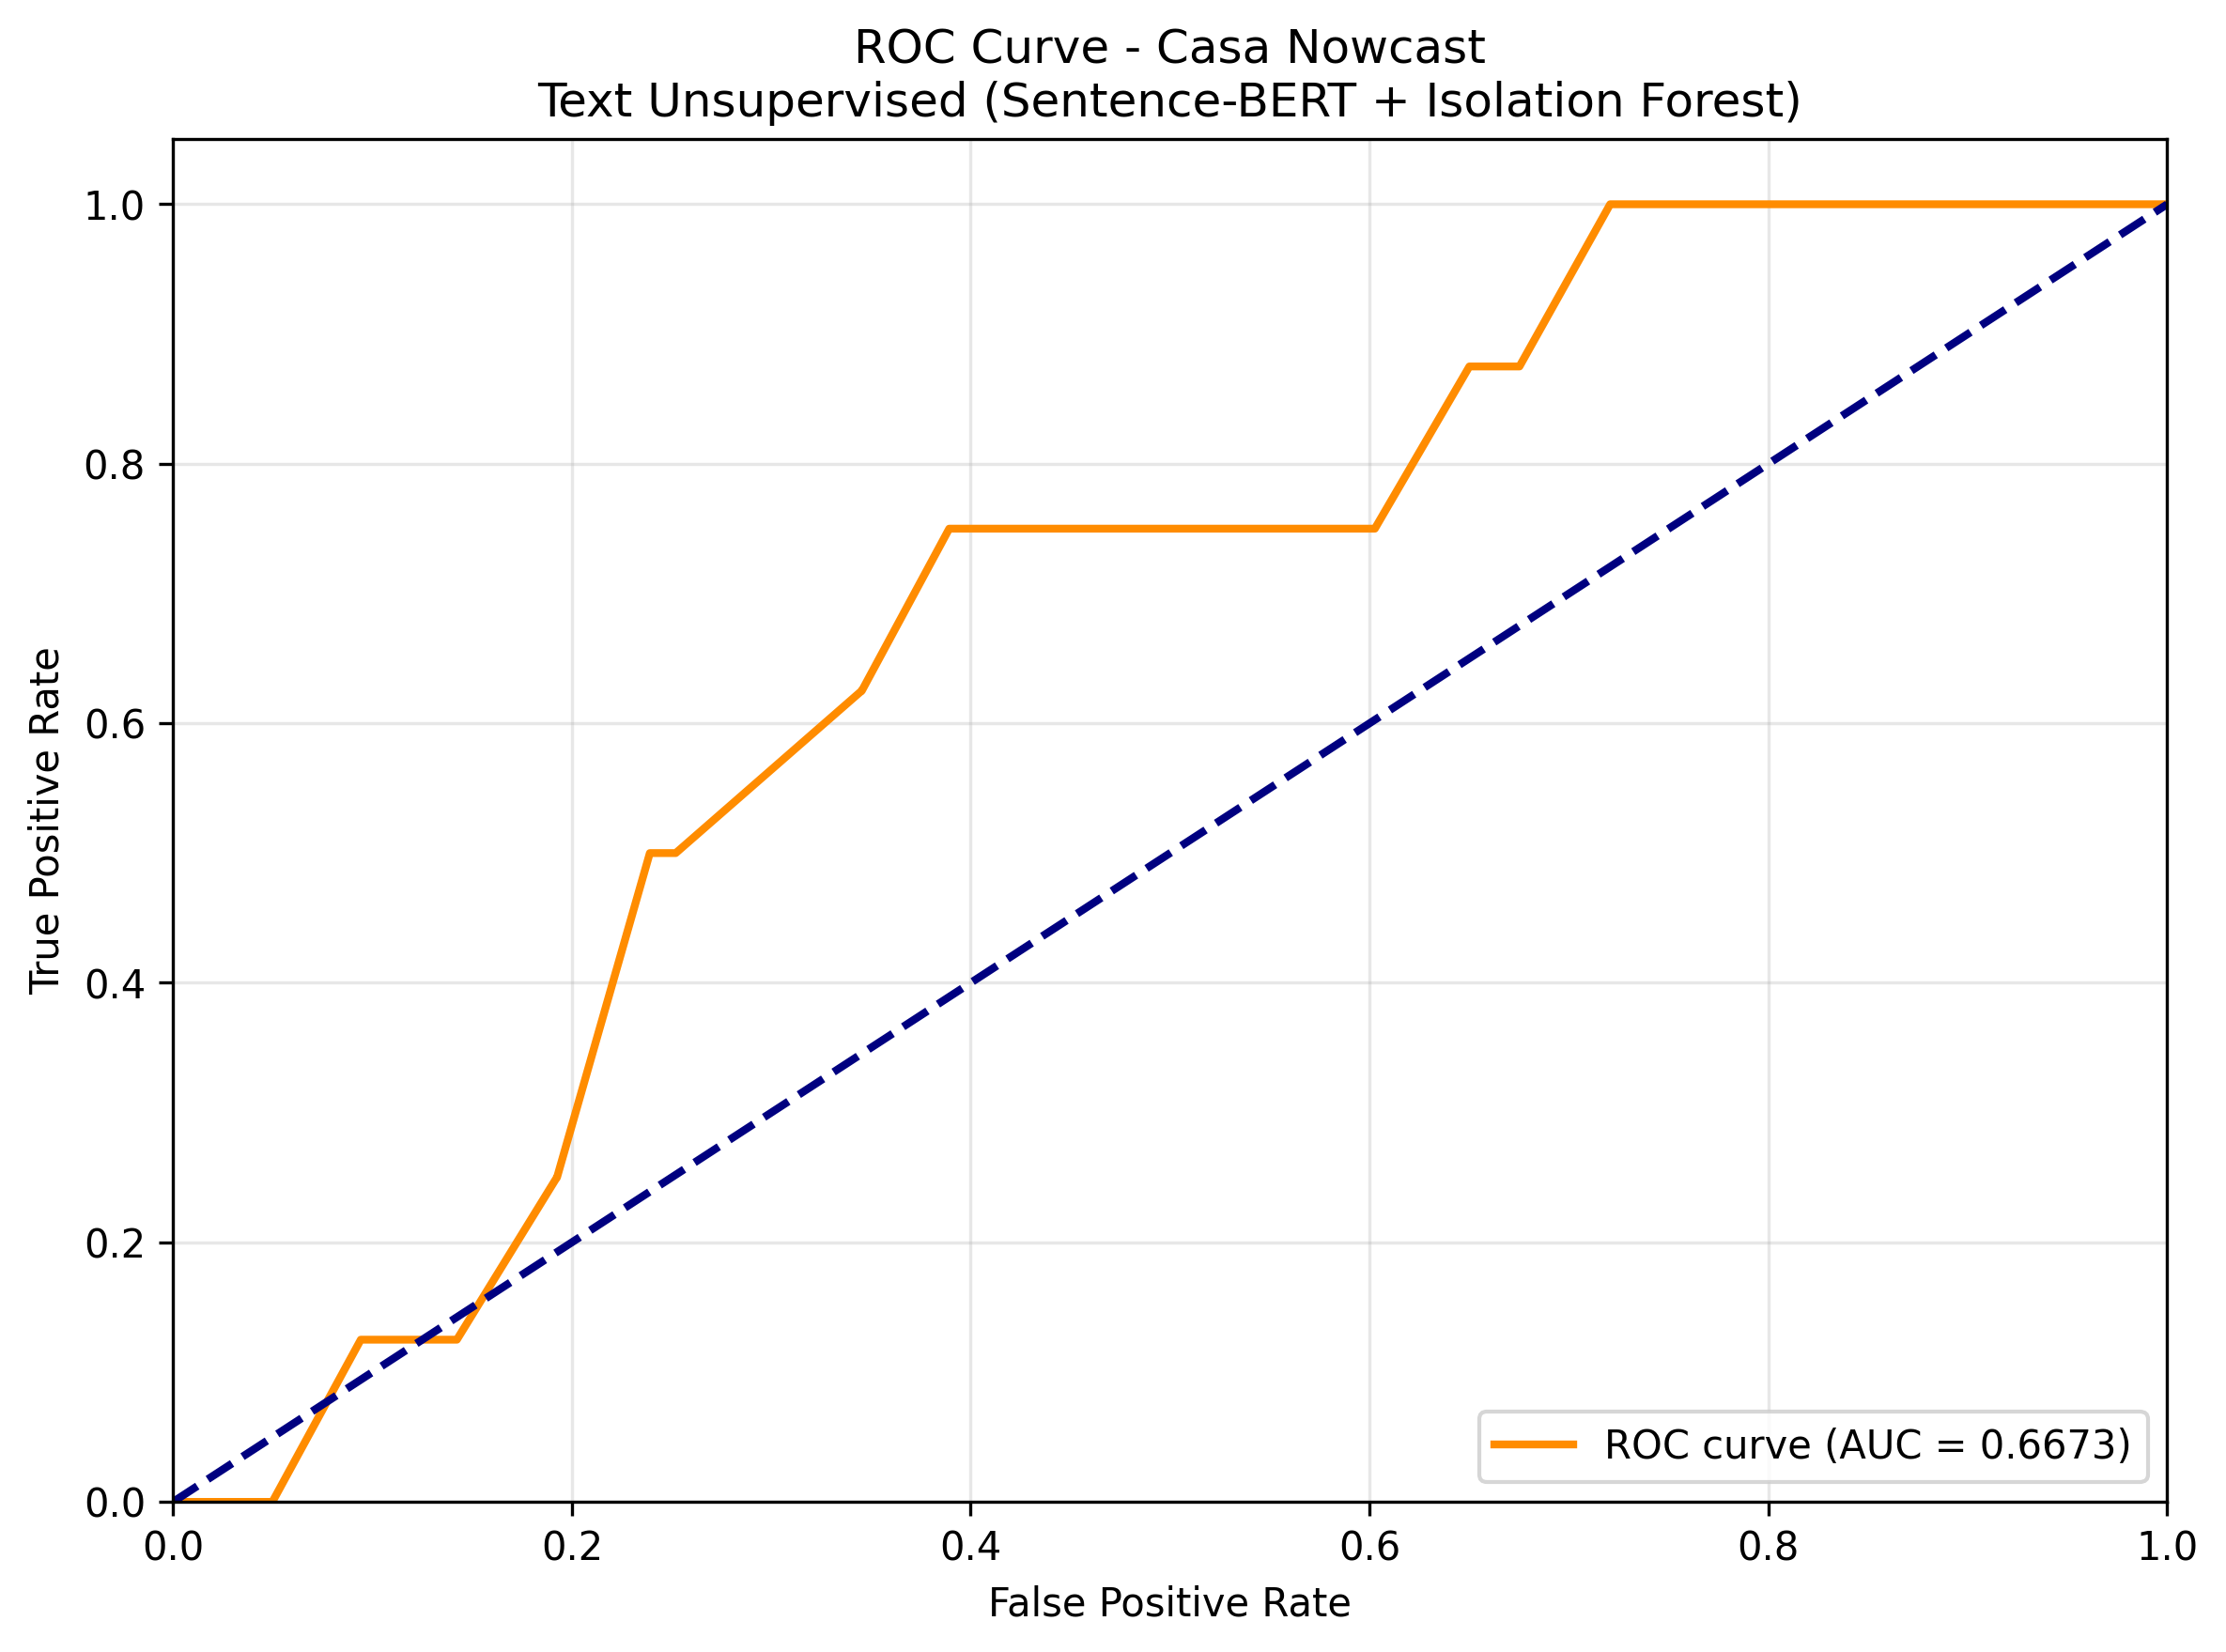 ROC Curve - Casa Nowcast
Text Unsupervised (Sentence-BERT + Isolation Forest)
1.0
0.8
0.6
0.4
0.2
0.0
True Positive Rate
ROC curve (AUC = 0.6673)
0.0 0.2 0.4 0.6 0.8 1.0
False Positive Rate